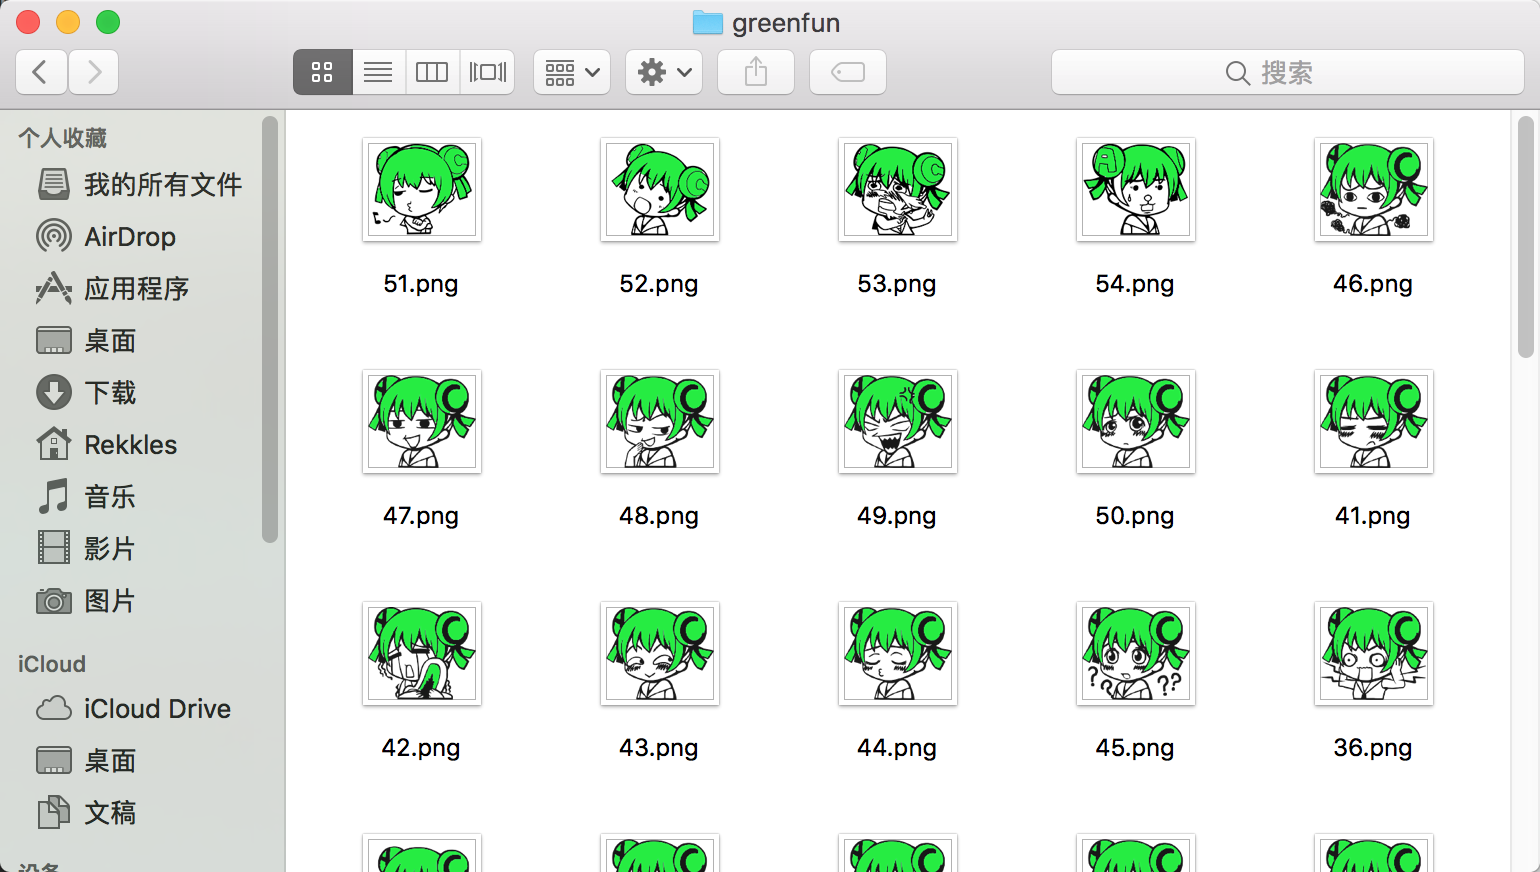 greenfun
搜索
个人收藏
我的所有文件
AirDrop
应用程序
桌面
下载
Rekkles
音乐
影片
图片
iCloud
iCloud Drive
桌面
文稿
设备
51.png
52.png
53.png
54.png
46.png
47.png
48.png
49.png
50.png
41.png
42.png
43.png
44.png
45.png
36.png